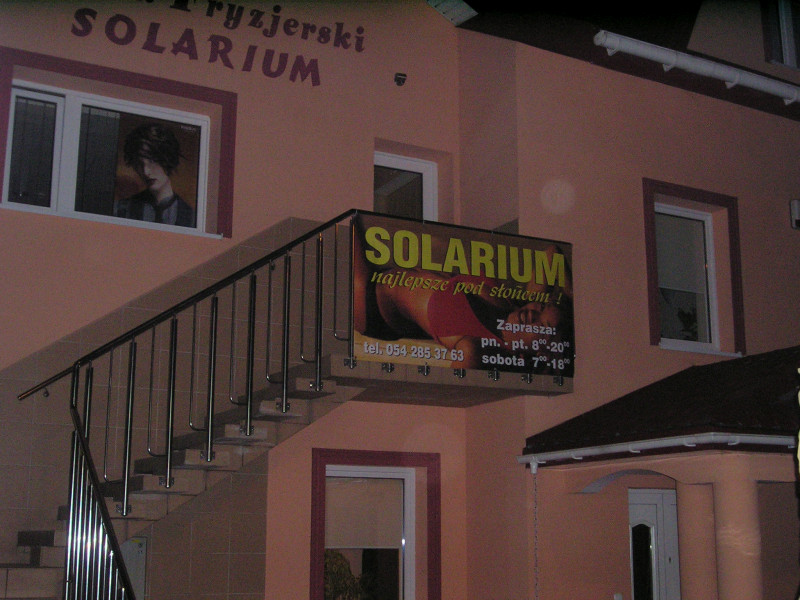 Fryzjerski
SOLARIUM
SOLARIUM
najlepsze pod słońcem !
Zaprasza:
pn. - pt. 8⁰⁰-20⁰⁰
tel. 054 285 37 63
sobota 7⁰⁰-18⁰⁰